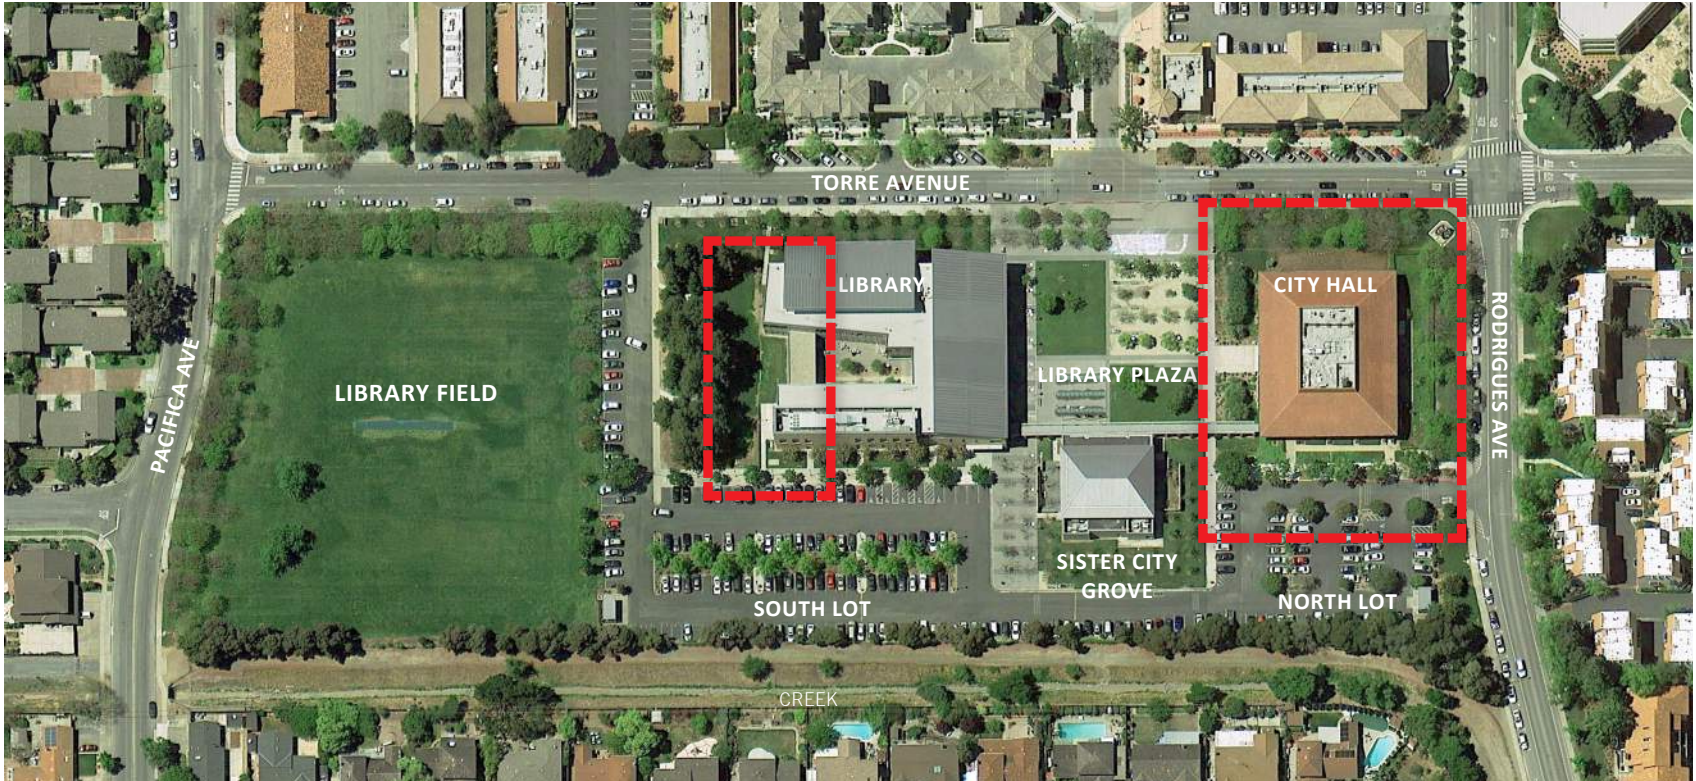 TORRE AVENUE
LIBRARY
CITY HALL
PACIFICA AVE
LIBRARY FIELD
LIBRARY PLAZA
RODRIGUES AVE
SISTER CITY
GROVE
SOUTH LOT
NORTH LOT
CREEK